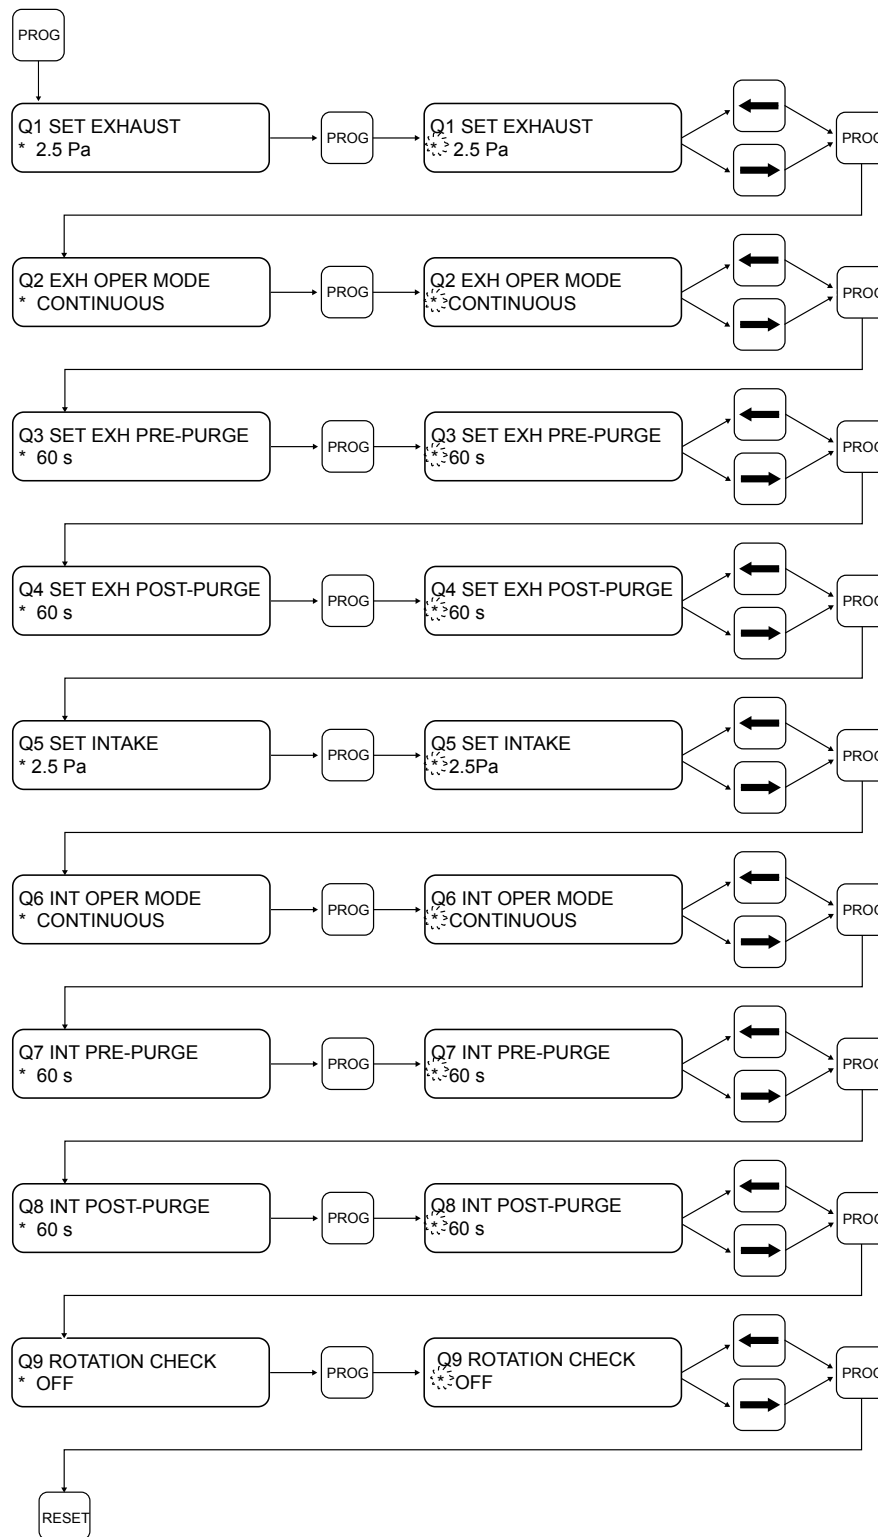 PROG
Q1 SET EXHAUST
* 2.5 Pa
PROG
Q1 SET EXHAUST
* 2.5 Pa
PROG
Q2 EXH OPER MODE
* CONTINUOUS
PROG
Q2 EXH OPER MODE
* CONTINUOUS
PROG
Q3 SET EXH PRE-PURGE
* 60 s
PROG
Q3 SET EXH PRE-PURGE
* 60 s
PROG
Q4 SET EXH POST-PURGE
* 60 s
PROG
Q4 SET EXH POST-PURGE
* 60 s
PROG
Q5 SET INTAKE
* 2.5 Pa
PROG
Q5 SET INTAKE
* 2.5Pa
PROG
Q6 INT OPER MODE
* CONTINUOUS
PROG
Q6 INT OPER MODE
* CONTINUOUS
PROG
Q7 INT PRE-PURGE
* 60 s
PROG
Q7 INT PRE-PURGE
* 60 s
PROG
Q8 INT POST-PURGE
* 60 s
PROG
Q8 INT POST-PURGE
* 60 s
PROG
Q9 ROTATION CHECK
* OFF
PROG
Q9 ROTATION CHECK
* OFF
PROG
RESET